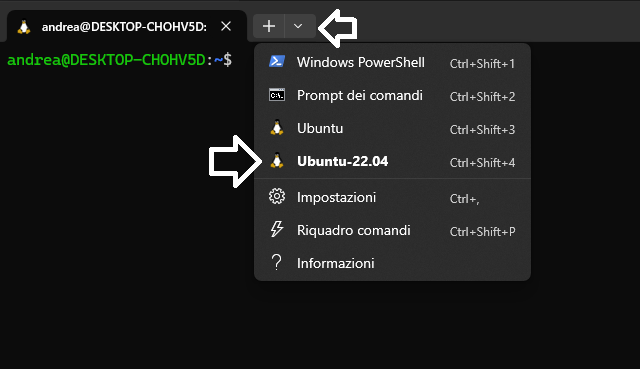 andrea@DESKTOP-CHOHV5D:
andrea@DESKTOP-CHOHV5D:~$
Windows PowerShell Ctrl+Shift+1
Prompt dei comandi Ctrl+Shift+2
Ubuntu Ctrl+Shift+3
Ubuntu-22.04 Ctrl+Shift+4
Impostazioni Ctrl+,
Riquadro comandi Ctrl+Shift+P
Informazioni